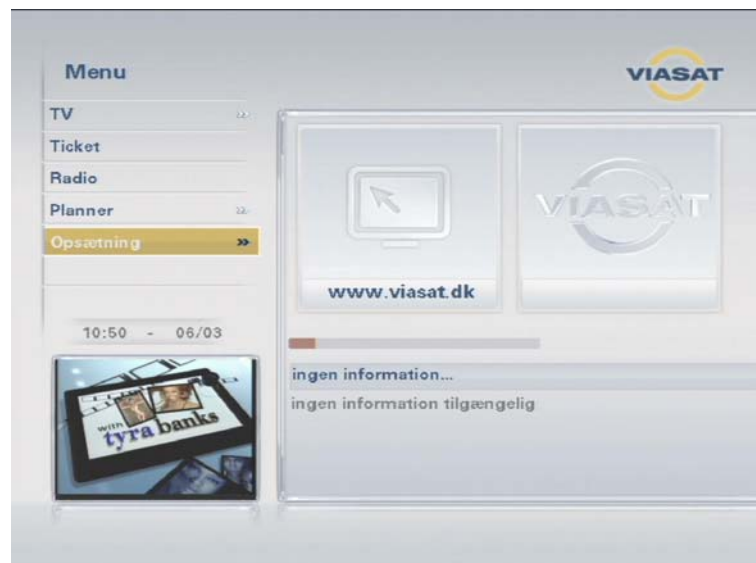 Menu
VIASAT
TV
Ticket
Radio
Planner
Opsætning
VIASAT
www.viasat.dk
10:50 - 06/03
ingen information...
ingen information tilgængelig
with
tyra banks